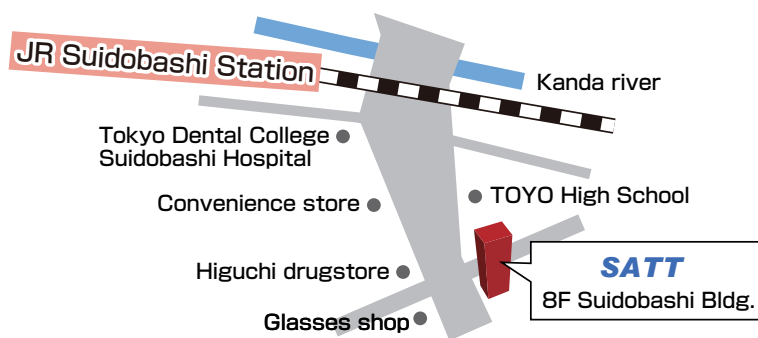 JR Suidobashi Station
Kanda river
Tokyo Dental College
Suidobashi Hospital
TOYO High School
Convenience store
SATT
8F Suidobashi Bldg.
Higuchi drugstore
Glasses shop